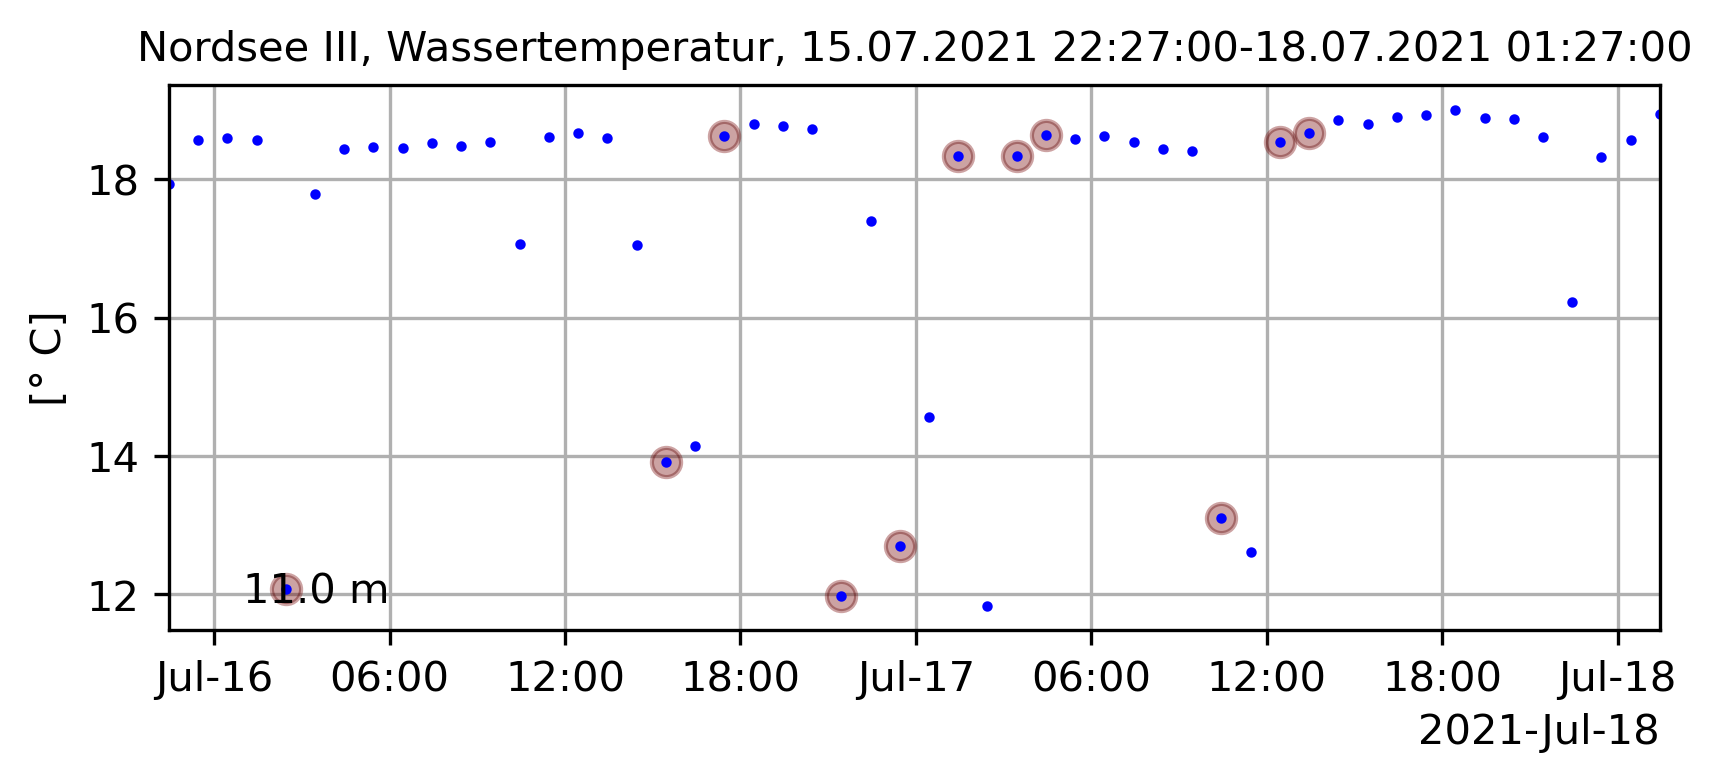 Nordsee III, Wassertemperatur, 15.07.2021 22:27:00-18.07.2021 01:27:00
[° C]
18
16
14
12
11.0 m
Jul-16 06:00 12:00 18:00 Jul-17 06:00 12:00 18:00 Jul-18
2021-Jul-18